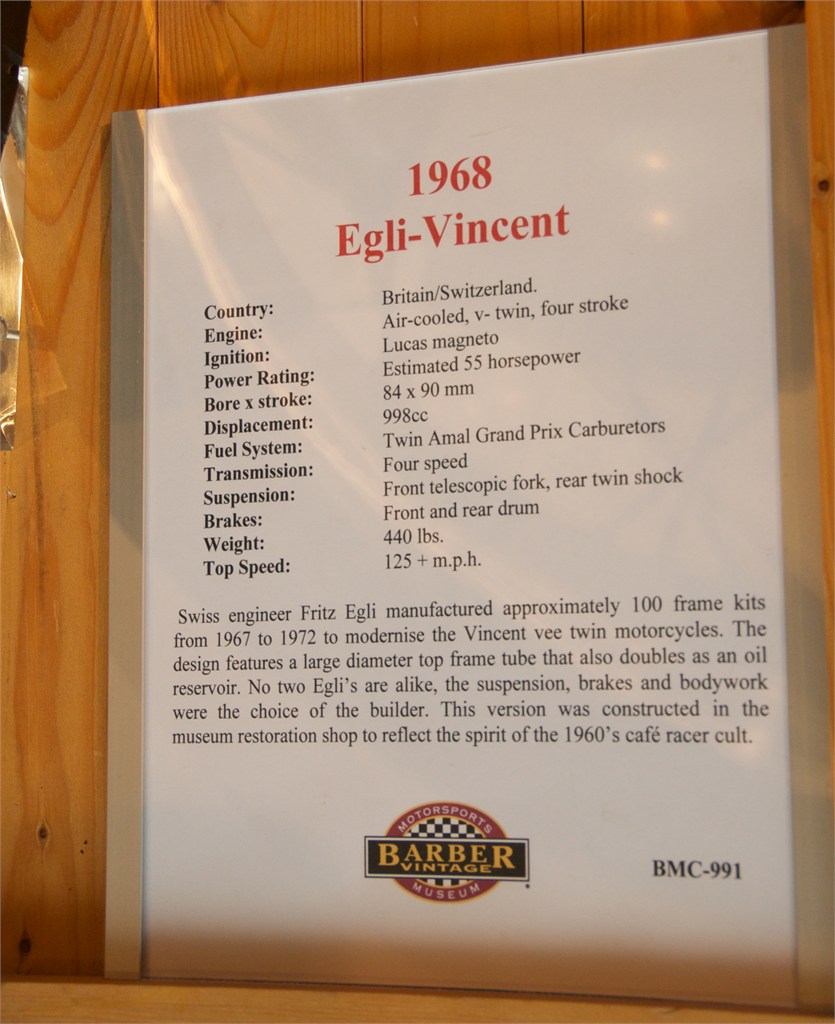 1968
Egli-Vincent
Country: Britain/Switzerland.
Engine: Air-cooled, v- twin, four stroke
Ignition: Lucas magneto
Power Rating: Estimated 55 horsepower
Bore x stroke: 84 x 90 mm
Displacement: 998cc
Fuel System: Twin Amal Grand Prix Carburetors
Transmission: Four speed
Suspension: Front telescopic fork, rear twin shock
Brakes: Front and rear drum
Weight: 440 lbs.
Top Speed: 125 + m.p.h.
Swiss engineer Fritz Egli manufactured approximately 100 frame kits
from 1967 to 1972 to modernise the Vincent vee twin motorcycles. The
design features a large diameter top frame tube that also doubles as an oil
reservoir. No two Egli's are alike, the suspension, brakes and bodywork
were the choice of the builder. This version was constructed in the
museum restoration shop to reflect the spirit of the 1960's café racer cult.
MOTORSPORTS
BARBER
VINTAGE
MUSEUM
BMC-991